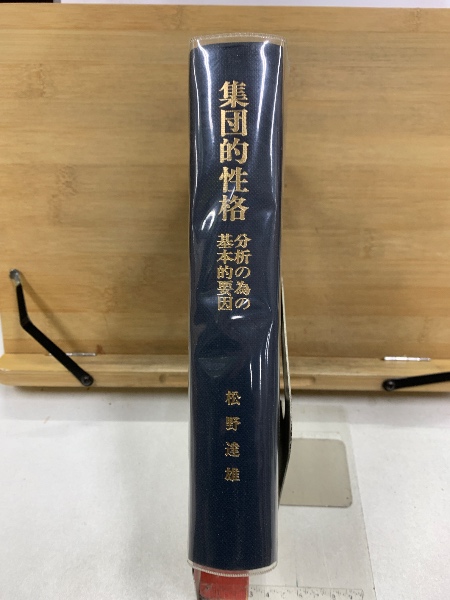 集団的性格
分析の為の
基本的要因
松野達雄